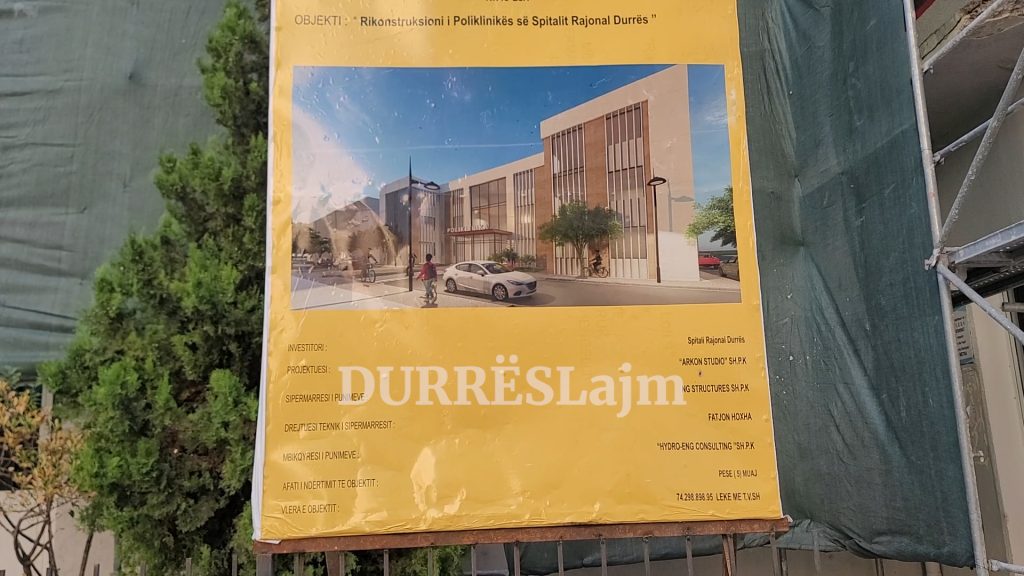 OBJEKTI : " Rikonstruksioni i Poliklinikës së Spitalit Rajonal Durrës "
INVESTITORI : Spitali Rajonal Durrës
PROJEKTUESI : "ARKON STUDIO" SH.P.K
SIPERMARRESI I PUNIMEVE STRUCTURES SH.P.K
DREJTUESI TEKNIK I SIPERMARRESIT : FATJON HOXHA
MBIKQYRESI I PUNIMEVE : "HYDRO-ENG CONSULTING "SH.P.K
AFATI I NDERTIMIT TE OBJEKTIT : PESE ( 5) MUAJ
VLERA E OBJEKTIT : 74.298.898.95 LEKE ME T.V.SH
DURRËSLajm